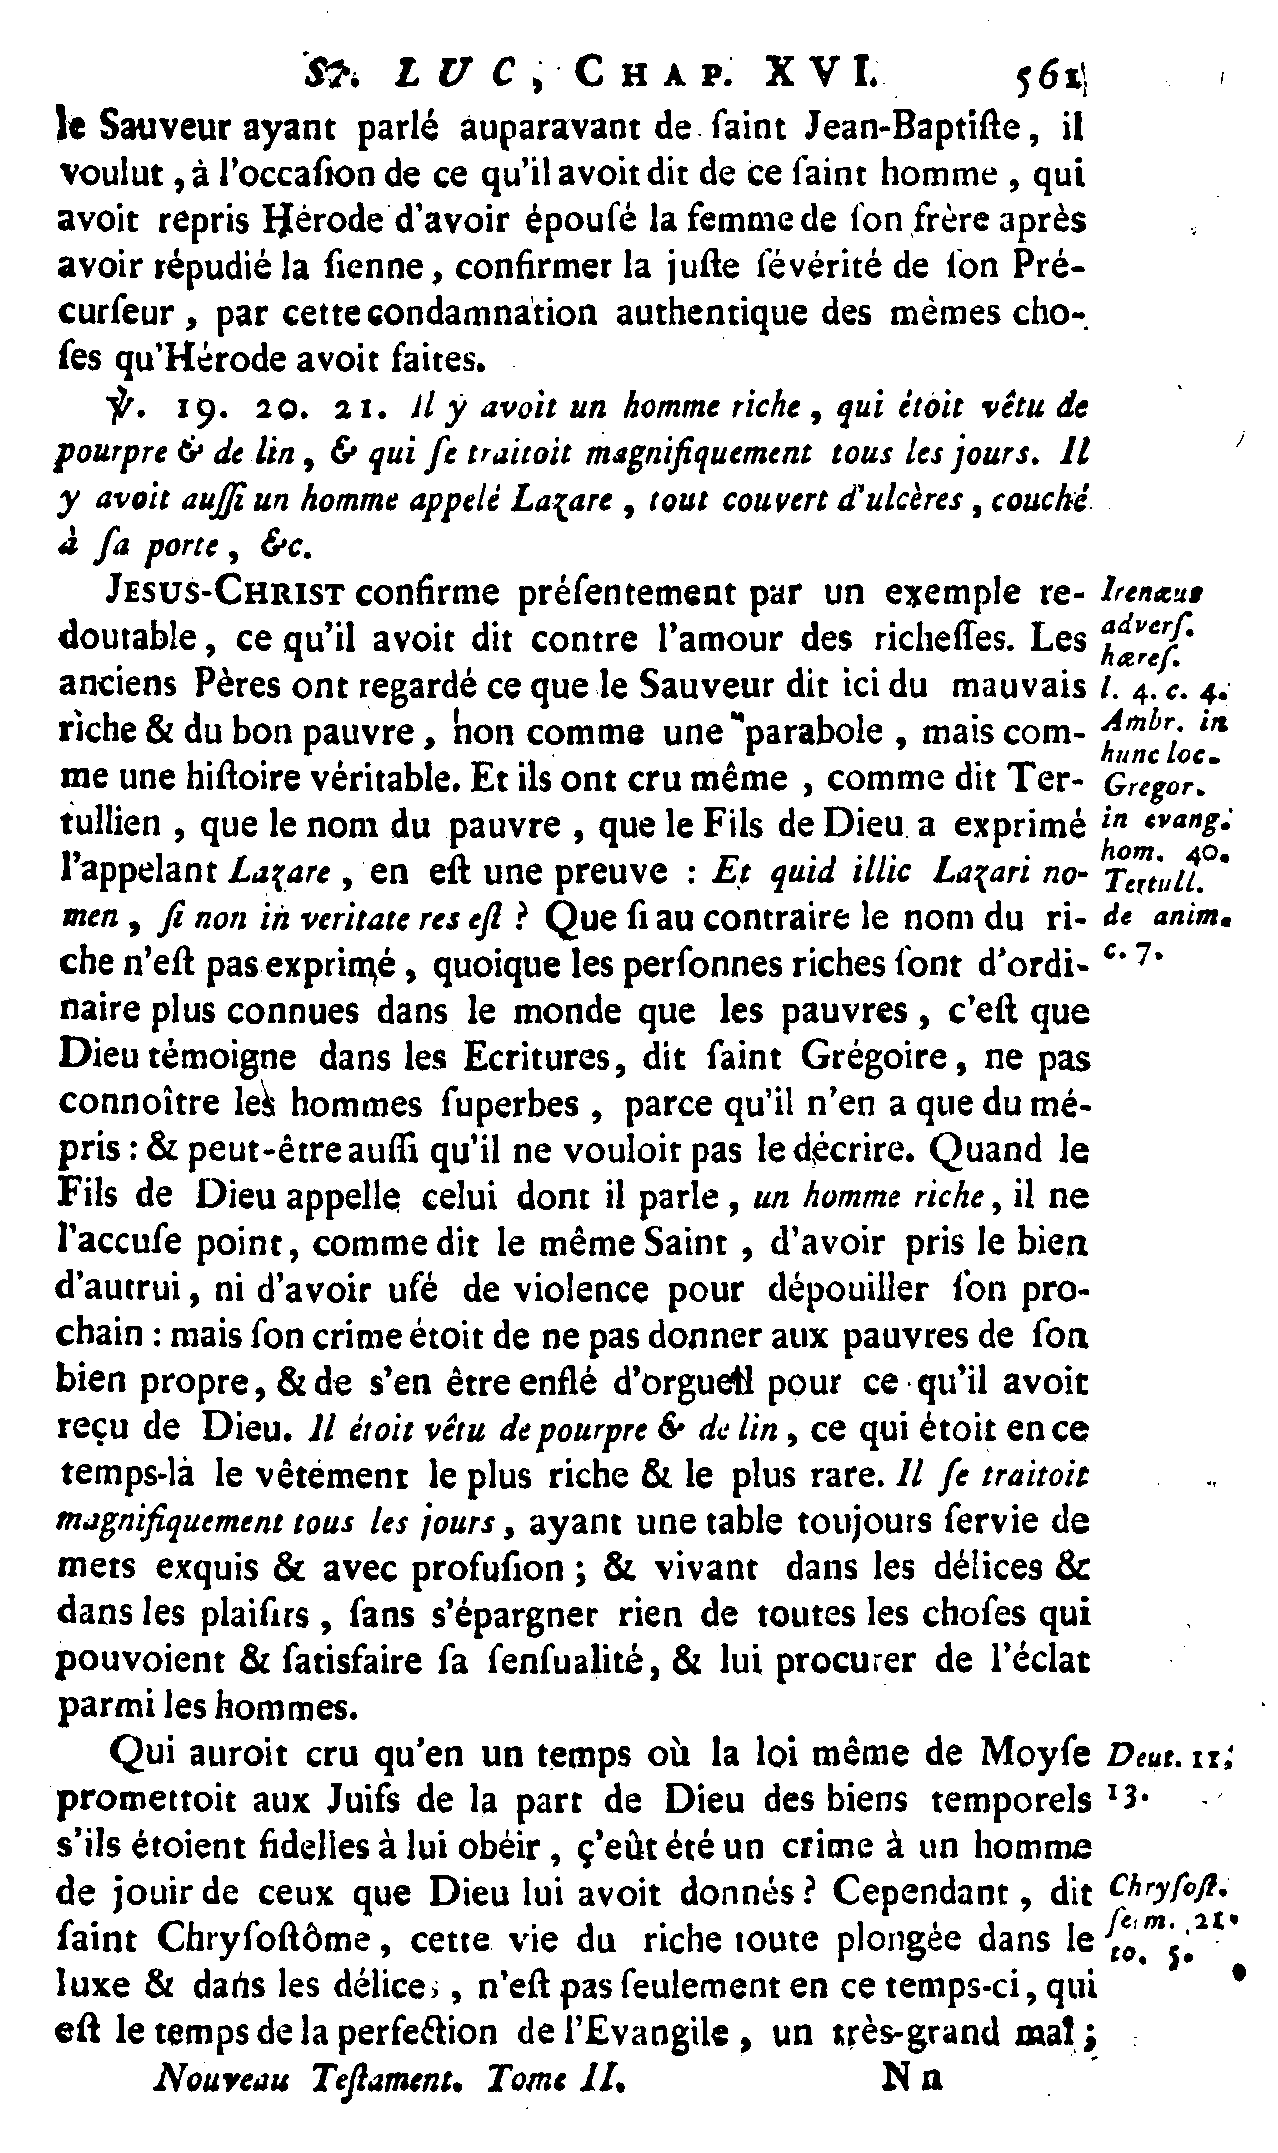 St. LUC, CHAP. XVI. 561
le Sauveur ayant parlé auparavant de saint Jean-Baptiſte, il
voulut, à l'occaſion de ce qu'il avoit dit de ce ſaint homme, qui
avoit repris Hérode d'avoir épouſé la femme de ſon frère après
avoir répudié la ſienne, confirmer la juſte ſévérité de ſon Pré-
curſeur, par cette condamnation authentique des mèmes cho-
ſes qu'Hérode avoit faites.
℣. 19. 20. 21. Il y avoit un homme riche, qui étoit vêtu de
pourpre & de lin, & qui ſe traitoit magnifiquement tous les jours. Il
y avoit auſſi un homme appelé Lazare, tout couvert d'ulcères, couché
à ſa porte, &c.
JESUS-CHRIST confirme préſentement par un exemple re-
doutable, ce qu'il avoit dit contre l'amour des richeſſes. Les
anciens Pères ont regardé ce que le Sauveur dit ici du mauvais
riche & du bon pauvre, non comme une parabole, mais com-
me une hiſtoire véritable. Et ils ont cru même, comme dit Ter-
tullien, que le nom du pauvre, que le Fils de Dieu a exprimé
l'appelant Lazare, en eſt une preuve : Et quid illic Lazari no-
men, ſi non in veritate res eſt ? Que ſi au contraire le nom du ri-
che n'eſt pas exprimé, quoique les perſonnes riches ſont d'ordi-
naire plus connues dans le monde que les pauvres, c'eſt que
Dieu témoigne dans les Ecritures, dit ſaint Grégoire, ne pas
connoître les hommes ſuperbes, parce qu'il n'en a que du mé-
pris : & peut-être auſſi qu'il ne vouloit pas le décrire. Quand le
Fils de Dieu appelle celui dont il parle, un homme riche, il ne
l'accuſe point, comme dit le même Saint, d'avoir pris le bien
d'autrui, ni d'avoir uſé de violence pour dépouiller ſon pro-
chain : mais ſon crime étoit de ne pas donner aux pauvres de ſon
bien propre, & de s'en être enflé d'orgueil pour ce qu'il avoit
reçu de Dieu. Il étoit vêtu de pourpre & de lin, ce qui étoit en ce
temps-là le vêtement le plus riche & le plus rare. Il ſe traitoit
magnifiquement tous les jours, ayant une table toujours ſervie de
mets exquis & avec profuſion ; & vivant dans les délices &
dans les plaiſirs, ſans s'épargner rien de toutes les choſes qui
pouvoient & ſatisfaire ſa ſenſualité, & lui procurer de l'éclat
parmi les hommes.
Qui auroit cru qu'en un temps où la loi même de Moyſe
promettoit aux Juifs de la part de Dieu des biens temporels
s'ils étoient fidelles à lui obéir, ç'eût été un crime à un homme
de jouir de ceux que Dieu lui avoit donnés ? Cependant, dit
ſaint Chryſoſtôme, cette vie du riche toute plongée dans le
luxe & dans les délices, n'eſt pas ſeulement en ce temps-ci, qui
eſt le temps de la perfection de l'Evangile, un très-grand mal ;
Irenæus
adverſ.
hæreſ.
l. 4. c. 4.
Ambr. in
hunc loc.
Gregor.
in evang.
hom. 40.
Tertull.
de anim.
c. 7.
Deut. 11.
13.
Chryſoſt.
ſerm. 21.
to. 5.
Nouveau Teſtament. Tome II. N n